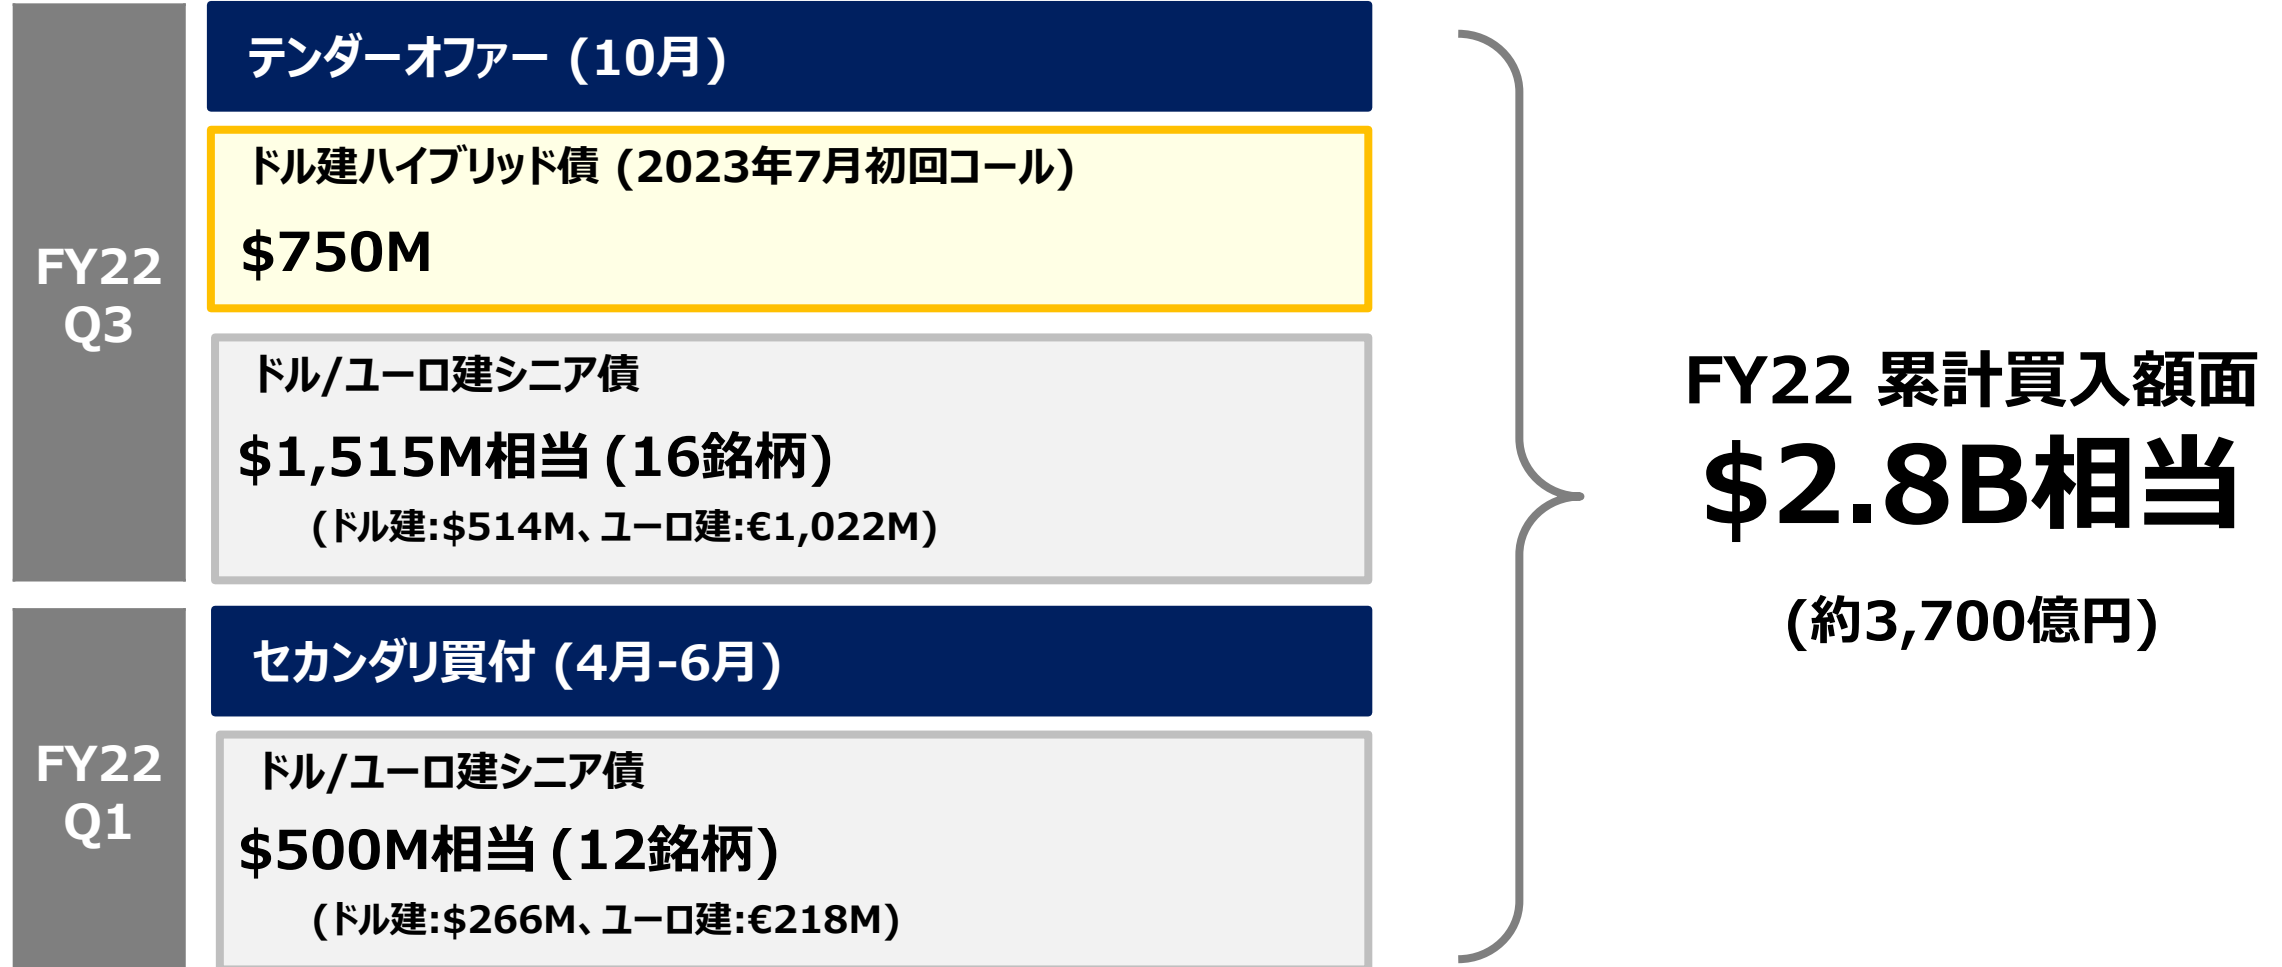 FY22
Q3
テンダーオファー (10月)
ドル建ハイブリッド債 (2023年7月初回コール)
$750M
ドル/ユーロ建シニア債
$1,515M相当 (16銘柄)
(ドル建:$514M、ユーロ建:€1,022M)
FY22
Q1
セカンダリ買付 (4月-6月)
ドル/ユーロ建シニア債
$500M相当 (12銘柄)
(ドル建:$266M、ユーロ建:€218M)
FY22 累計買入額面
$2.8B相当
(約3,700億円)